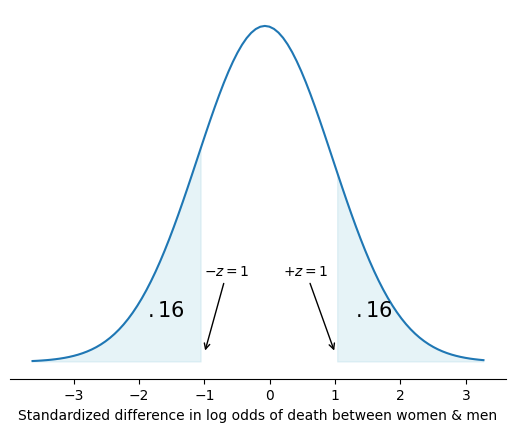 −z = 1
+z = 1
.16
.16
−3 −2 −1 0 1 2 3
Standardized difference in log odds of death between women & men